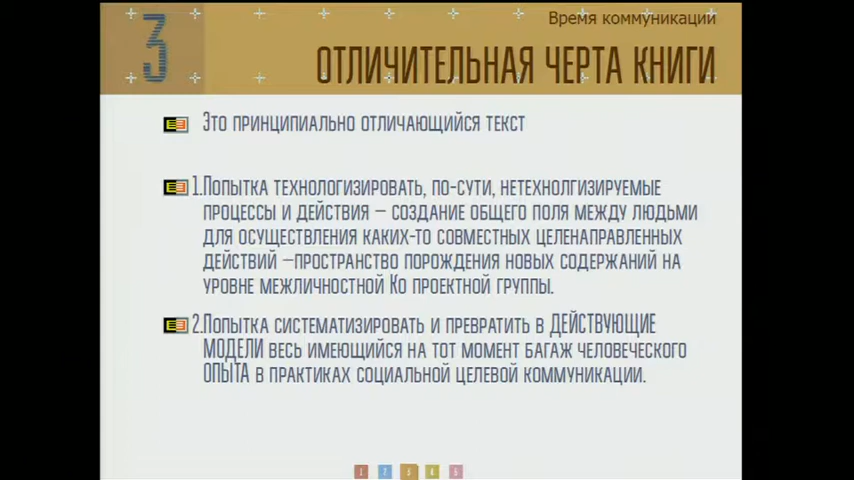 3
Время коммуникации
ОТЛИЧИТЕЛЬНАЯ ЧЕРТА КНИГИ
Это принципиально отличающийся текст
1.Попытка технологизировать, по-сути, нетехнолгизируемые
процессы и действия – создание общего поля между людьми
для осуществления каких-то совместных целенаправленных
действий –пространство порождения новых содержаний на
уровне межличностной Ко проектной группы.
2.Попытка систематизировать и превратить в ДЕЙСТВУЮЩИЕ
МОДЕЛИ весь имеющийся на тот момент багаж человеческого
ОПЫТА в практиках социальной целевой коммуникации.
1 2 3 4 5